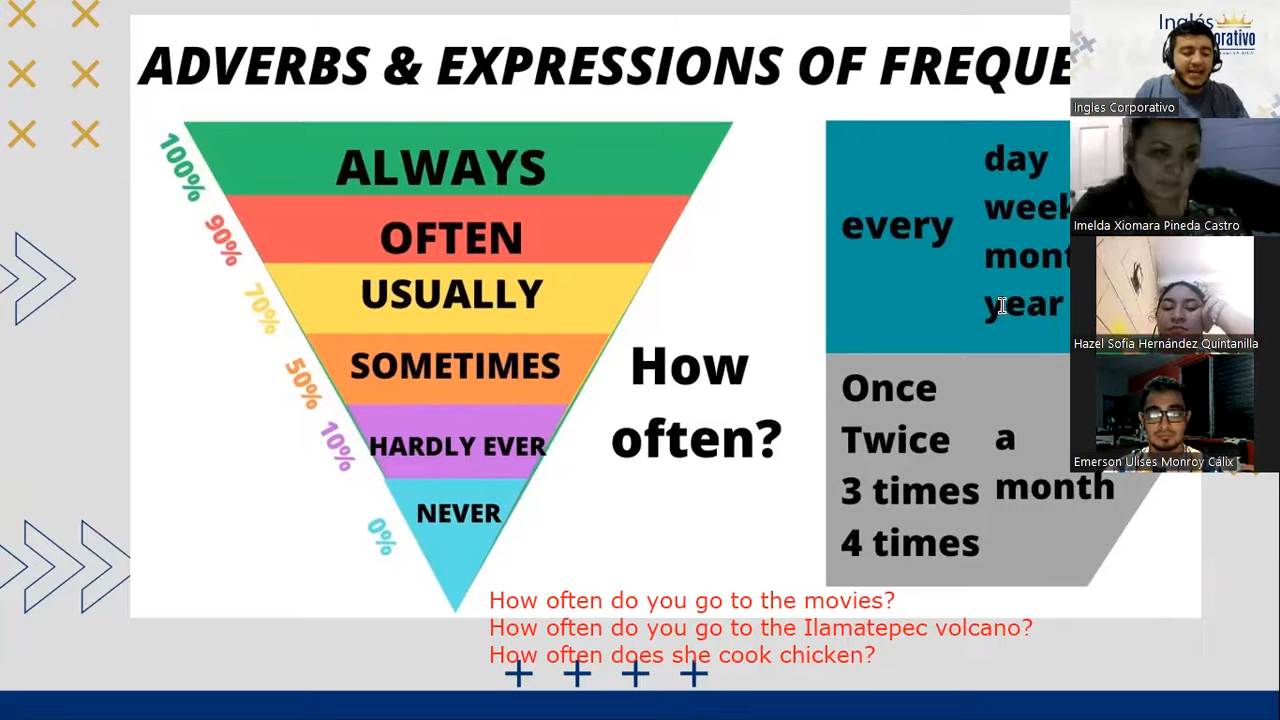 ADVERBS & EXPRESSIONS OF FREQUE
100%
ALWAYS
90%
OFTEN
70%
USUALLY
50%
SOMETIMES
10%
HARDLY EVER
0%
NEVER
How
often?
every
day
week
mont
year
Once
Twice
3 times
4 times
a
month
How often do you go to the movies?
How often do you go to the Ilamatepec volcano?
How often does she cook chicken?
Inglés
orativo
Ingles Corporativo
Imelda Xiomara Pineda Castro
Hazel Sofia Hernández Quintanilla
Emerson Ulises Monroy Cálix